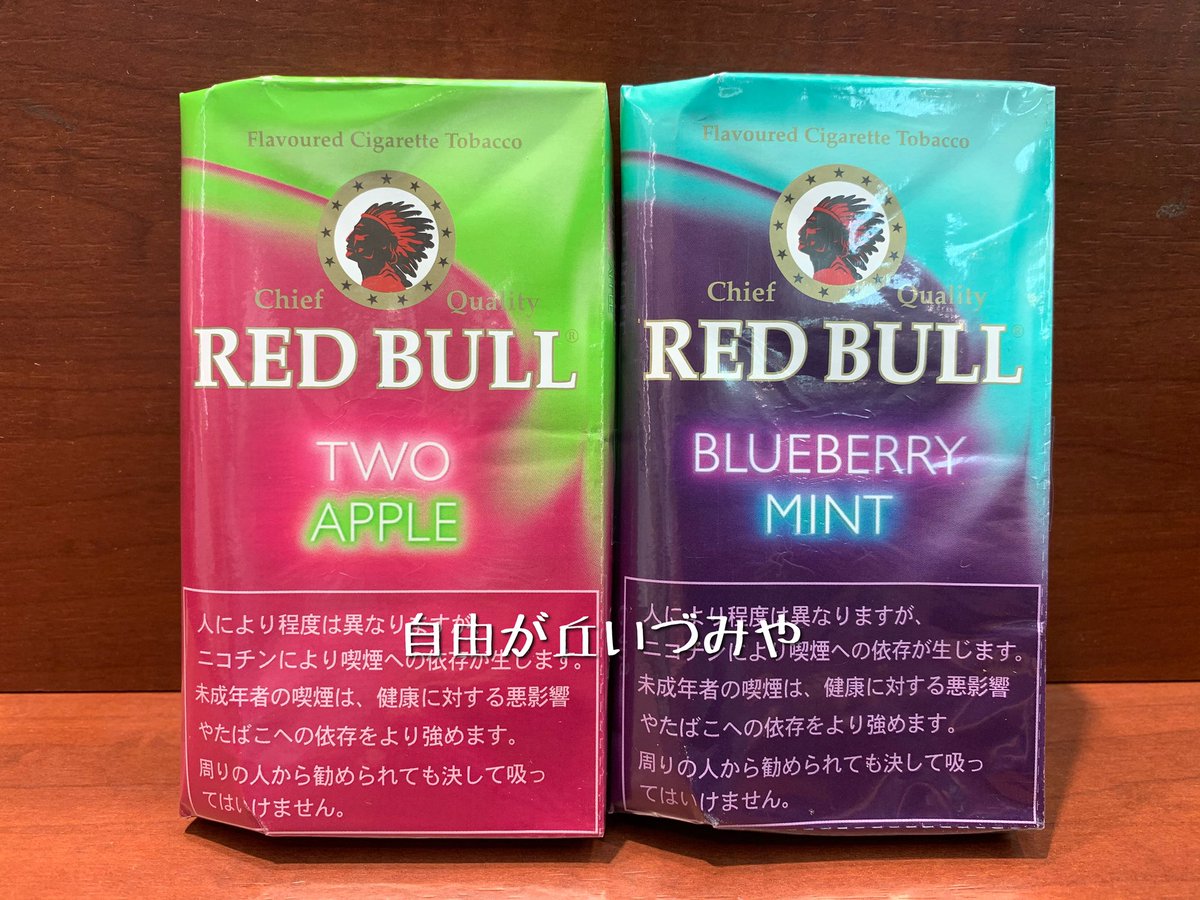 Flavoured Cigarette Tobacco
Chief Quality
RED BULL®
TWO
APPLE
人により程度は異なりますが、
ニコチンにより喫煙への依存が生じます。
未成年者の喫煙は、健康に対する悪影響
やたばこへの依存をより強めます。
周りの人から勧められても決して吸っ
てはいけません。
Flavoured Cigarette Tobacco
Chief Quality
RED BULL®
BLUEBERRY
MINT
人により程度は異なりますが、
ニコチンにより喫煙への依存が生じます。
未成年者の喫煙は、健康に対する悪影響
やたばこへの依存をより強めます。
周りの人から勧められても決して吸っ
てはいけません。
自由が丘いづみや